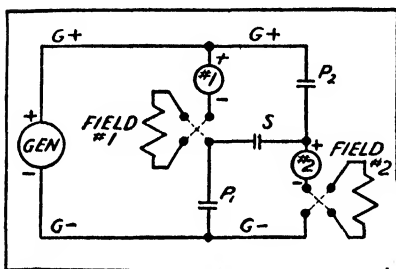 G+ G+
+ #1 -
P2
+ GEN -
FIELD #1
S
+ #2 -
FIELD #2
P1
G- G-